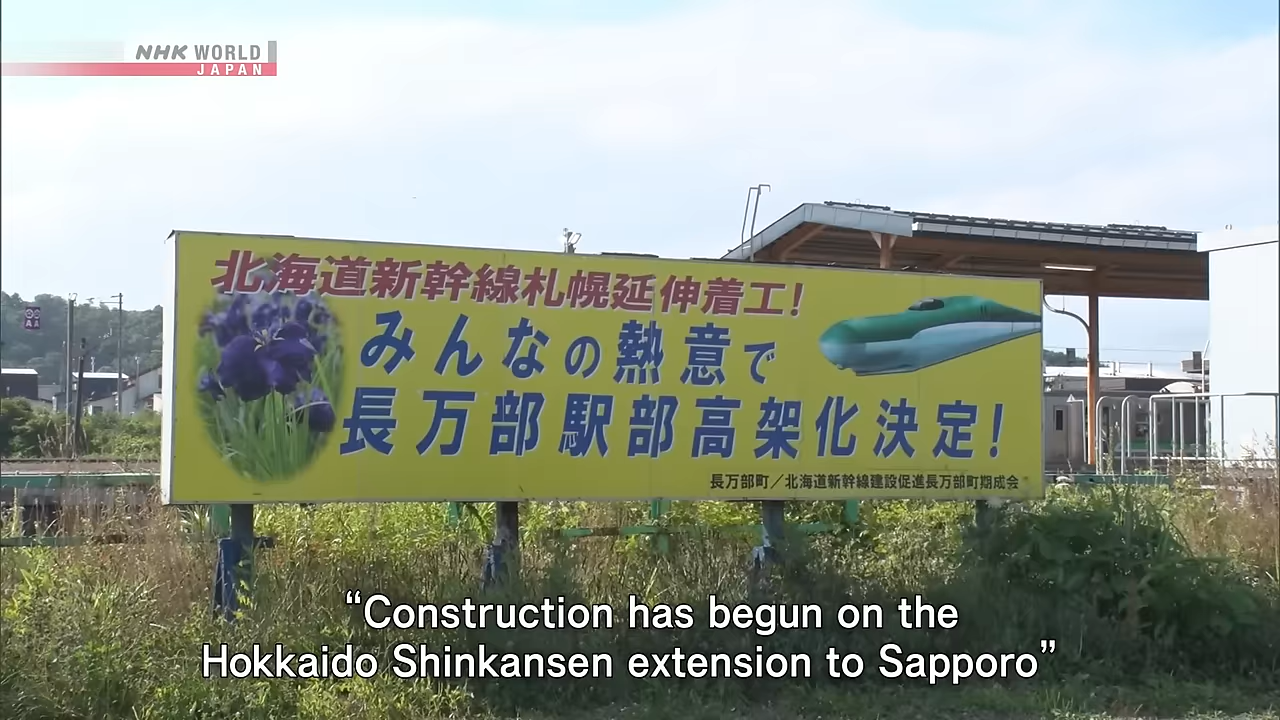 NHK WORLD
JAPAN
北海道新幹線札幌延伸着工!
みんなの熱意で
長万部駅部高架化決定!
長万部町／北海道新幹線建設促進長万部町期成会
“Construction has begun on the
Hokkaido Shinkansen extension to Sapporo”